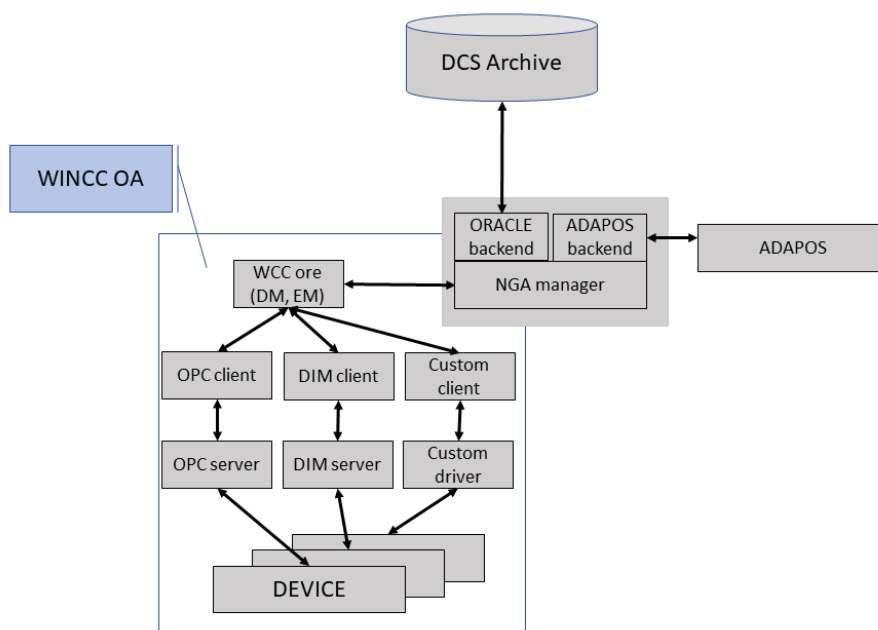 DCS Archive
WINCC OA
ORACLE
backend
ADAPOS
backend
ADAPOS
NGA manager
WCC ore
(DM, EM)
OPC client
DIM client
Custom
client
OPC server
DIM server
Custom
driver
DEVICE